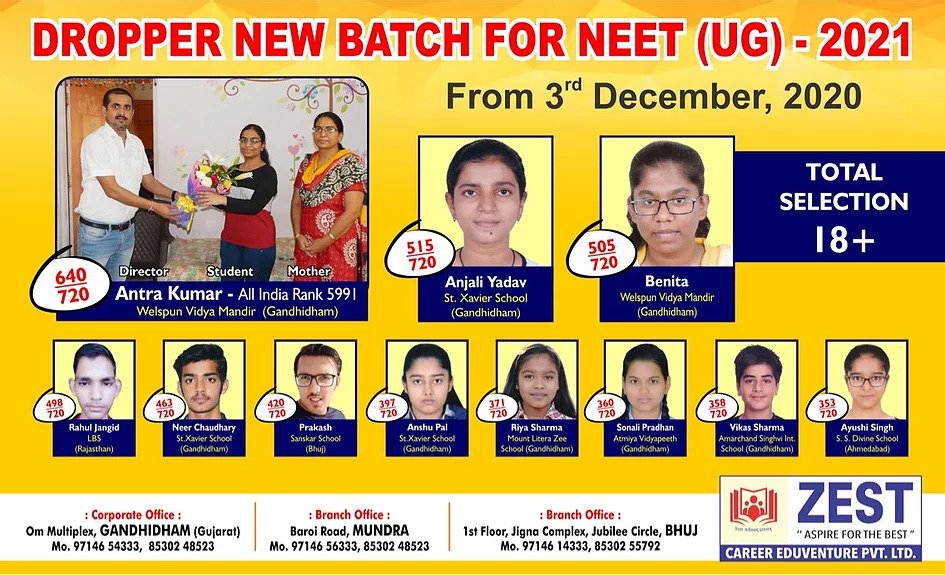 DROPPER NEW BATCH FOR NEET (UG) - 2021
From 3rd December, 2020
640
720
Director Student Mother
Antra Kumar - All India Rank 5991
Welspun Vidya Mandir (Gandhidham)
515
720
Anjali Yadav
St. Xavier School
(Gandhidham)
505
720
Benita
Welspun Vidya Mandir
(Gandhidham)
TOTAL
SELECTION
18+
498
720
Rahul Jangid
LBS
(Rajasthan)
463
720
Neer Chaudhary
St.Xavier School
(Gandhidham)
420
720
Prakash
Sanskar School
(Bhuj)
397
720
Anshu Pal
St.Xavier School
(Gandhidham)
371
720
Riya Sharma
Mount Litera Zee
School (Gandhidham)
360
720
Sonali Pradhan
Atmiya Vidyapeeth
(Gandhidham)
358
720
Vikas Sharma
Amarchand Singhvi Int.
School (Gandhidham)
353
720
Ayushi Singh
S. S. Divine School
(Ahmedabad)
: Corporate Office :
Om Multiplex, GANDHIDHAM (Gujarat)
Mo. 97146 54333, 85302 48523
: Branch Office :
Baroi Road, MUNDRA
Mo. 97146 56333, 85302 48523
: Branch Office :
1st Floor, Jigna Complex, Jubilee Circle, BHUJ
Mo. 97146 14333, 85302 55792
ZEST
" ASPIRE FOR THE BEST "
CAREER EDUVENTURE PVT. LTD.